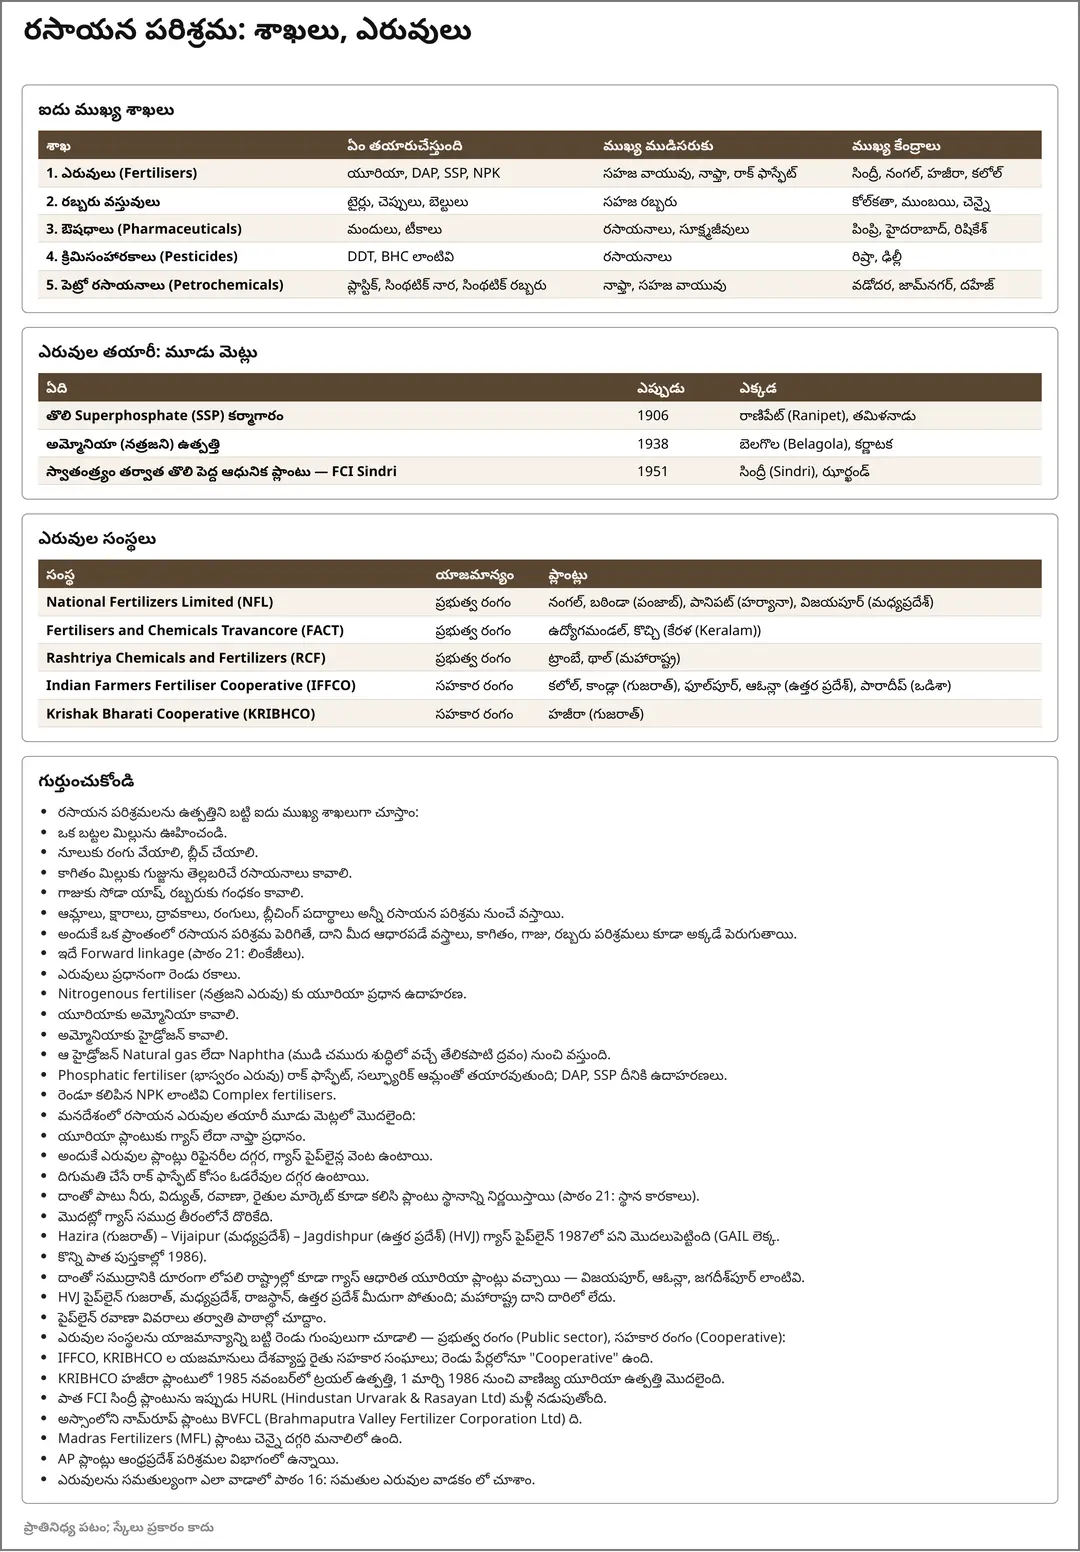 రసాయన పరిశ్రమ: శాఖలు, ఎరువులు
ఐదు ముఖ్య శాఖలు
శాఖ ఏం తయారుచేస్తుంది ముఖ్య ముడిసరుకు ముఖ్య కేంద్రాలు
1. ఎరువులు (Fertilisers) యూరియా, DAP, SSP, NPK సహజ వాయువు, నాఫ్తా, రాక్ ఫాస్ఫేట్ సింద్రీ, నంగల్, హజీరా, కలోల్
2. రబ్బరు వస్తువులు టైర్లు, చెప్పులు, బెల్టులు సహజ రబ్బరు కోల్‌కతా, ముంబయి, చెన్నై
3. ఔషధాలు (Pharmaceuticals) మందులు, టీకాలు రసాయనాలు, సూక్ష్మజీవులు పింప్రి, హైదరాబాద్, రిషికేశ్
4. క్రిమిసంహారకాలు (Pesticides) DDT, BHC లాంటివి రసాయనాలు రిష్రా, ఢిల్లీ
5. పెట్రో రసాయనాలు (Petrochemicals) ప్లాస్టిక్, సింథటిక్ నార, సింథటిక్ రబ్బరు నాఫ్తా, సహజ వాయువు వడోదర, జామ్‌నగర్, దహేజ్
ఎరువుల తయారీ: మూడు మెట్లు
ఏది ఎప్పుడు ఎక్కడ
తొలి Superphosphate (SSP) కర్మాగారం 1906 రాణిపేట్ (Ranipet), తమిళనాడు
అమ్మోనియా (నత్రజని) ఉత్పత్తి 1938 బెలగొల (Belagola), కర్ణాటక
స్వాతంత్ర్యం తర్వాత తొలి పెద్ద ఆధునిక ప్లాంటు — FCI Sindri 1951 సింద్రీ (Sindri), ఝార్ఖండ్
ఎరువుల సంస్థలు
సంస్థ యాజమాన్యం ప్లాంట్లు
National Fertilizers Limited (NFL) ప్రభుత్వ రంగం నంగల్, బఠిండా (పంజాబ్), పానిపట్ (హర్యానా), విజయపూర్ (మధ్యప్రదేశ్)
Fertilisers and Chemicals Travancore (FACT) ప్రభుత్వ రంగం ఉద్యోగమండల్, కొచ్చి (కేరళ (Keralam))
Rashtriya Chemicals and Fertilizers (RCF) ప్రభుత్వ రంగం ట్రాంబే, థాల్ (మహారాష్ట్ర)
Indian Farmers Fertiliser Cooperative (IFFCO) సహకార రంగం కలోల్, కాండ్లా (గుజరాత్), ఫూల్‌పూర్, ఆఓన్లా (ఉత్తర ప్రదేశ్), పారాదీప్ (ఒడిశా)
Krishak Bharati Cooperative (KRIBHCO) సహకార రంగం హజీరా (గుజరాత్)
గుర్తుంచుకోండి
• రసాయన పరిశ్రమలను ఉత్పత్తిని బట్టి ఐదు ముఖ్య శాఖలుగా చూస్తాం:
• ఒక బట్టల మిల్లును ఊహించండి.
• నూలుకు రంగు వేయాలి, బ్లీచ్ చేయాలి.
• కాగితం మిల్లుకు గుజ్జును తెల్లబరిచే రసాయనాలు కావాలి.
• గాజుకు సోడా యాష్, రబ్బరుకు గంధకం కావాలి.
• ఆమ్లాలు, క్షారాలు, ద్రావకాలు, రంగులు, బ్లీచింగ్ పదార్థాలు అన్నీ రసాయన పరిశ్రమ నుంచే వస్తాయి.
• అందుకే ఒక ప్రాంతంలో రసాయన పరిశ్రమ పెరిగితే, దాని మీద ఆధారపడే వస్త్రాలు, కాగితం, గాజు, రబ్బరు పరిశ్రమలు కూడా అక్కడే పెరుగుతాయి.
• ఇదే Forward linkage (పాఠం 21: లింకేజీలు).
• ఎరువులు ప్రధానంగా రెండు రకాలు.
• Nitrogenous fertiliser (నత్రజని ఎరువు) కు యూరియా ప్రధాన ఉదాహరణ.
• యూరియాకు అమ్మోనియా కావాలి.
• అమ్మోనియాకు హైడ్రోజన్ కావాలి.
• ఆ హైడ్రోజన్ Natural gas లేదా Naphtha (ముడి చమురు శుద్ధిలో వచ్చే తేలికపాటి ద్రవం) నుంచి వస్తుంది.
• Phosphatic fertiliser (భాస్వరం ఎరువు) రాక్ ఫాస్ఫేట్, సల్ఫ్యూరిక్ ఆమ్లంతో తయారవుతుంది; DAP, SSP దీనికి ఉదాహరణలు.
• రెండూ కలిపిన NPK లాంటివి Complex fertilisers.
• మనదేశంలో రసాయన ఎరువుల తయారీ మూడు మెట్లలో మొదలైంది:
• యూరియా ప్లాంటుకు గ్యాస్ లేదా నాఫ్తా ప్రధానం.
• అందుకే ఎరువుల ప్లాంట్లు రిఫైనరీల దగ్గర, గ్యాస్ పైప్‌లైన్ల వెంట ఉంటాయి.
• దిగుమతి చేసే రాక్ ఫాస్ఫేట్ కోసం ఓడరేవుల దగ్గర ఉంటాయి.
• దాంతో పాటు నీరు, విద్యుత్, రవాణా, రైతుల మార్కెట్ కూడా కలిసి ప్లాంటు స్థానాన్ని నిర్ణయిస్తాయి (పాఠం 21: స్థాన కారకాలు).
• మొదట్లో గ్యాస్ సముద్ర తీరంలోనే దొరికేది.
• Hazira (గుజరాత్) – Vijaipur (మధ్యప్రదేశ్) – Jagdishpur (ఉత్తర ప్రదేశ్) (HVJ) గ్యాస్ పైప్‌లైన్ 1987లో పని మొదలుపెట్టింది (GAIL లెక్క.
• కొన్ని పాత పుస్తకాల్లో 1986).
• దాంతో సముద్రానికి దూరంగా లోపలి రాష్ట్రాల్లో కూడా గ్యాస్ ఆధారిత యూరియా ప్లాంట్లు వచ్చాయి — విజయపూర్, ఆఓన్లా, జగదీశ్‌పూర్ లాంటివి.
• HVJ పైప్‌లైన్ గుజరాత్, మధ్యప్రదేశ్, రాజస్థాన్, ఉత్తర ప్రదేశ్ మీదుగా పోతుంది; మహారాష్ట్ర దాని దారిలో లేదు.
• పైప్‌లైన్ రవాణా వివరాలు తర్వాతి పాఠాల్లో చూద్దాం.
• ఎరువుల సంస్థలను యాజమాన్యాన్ని బట్టి రెండు గుంపులుగా చూడాలి — ప్రభుత్వ రంగం (Public sector), సహకార రంగం (Cooperative):
• IFFCO, KRIBHCO ల యజమానులు దేశవ్యాప్త రైతు సహకార సంఘాలు; రెండు పేర్లలోనూ "Cooperative" ఉంది.
• KRIBHCO హజీరా ప్లాంటులో 1985 నవంబర్‌లో ట్రయల్ ఉత్పత్తి, 1 మార్చి 1986 నుంచి వాణిజ్య యూరియా ఉత్పత్తి మొదలైంది.
• పాత FCI సింద్రీ ప్లాంటును ఇప్పుడు HURL (Hindustan Urvarak & Rasayan Ltd) మళ్లీ నడుపుతోంది.
• అస్సాంలోని నామ్‌రూప్ ప్లాంటు BVFCL (Brahmaputra Valley Fertilizer Corporation Ltd) ది.
• Madras Fertilizers (MFL) ప్లాంటు చెన్నై దగ్గరి మనాలిలో ఉంది.
• AP ప్లాంట్లు ఆంధ్రప్రదేశ్ పరిశ్రమల విభాగంలో ఉన్నాయి.
• ఎరువులను సమతుల్యంగా ఎలా వాడాలో పాఠం 16: సమతుల ఎరువుల వాడకం లో చూశాం.
ప్రాతినిధ్య పటం; స్కేలు ప్రకారం కాదు